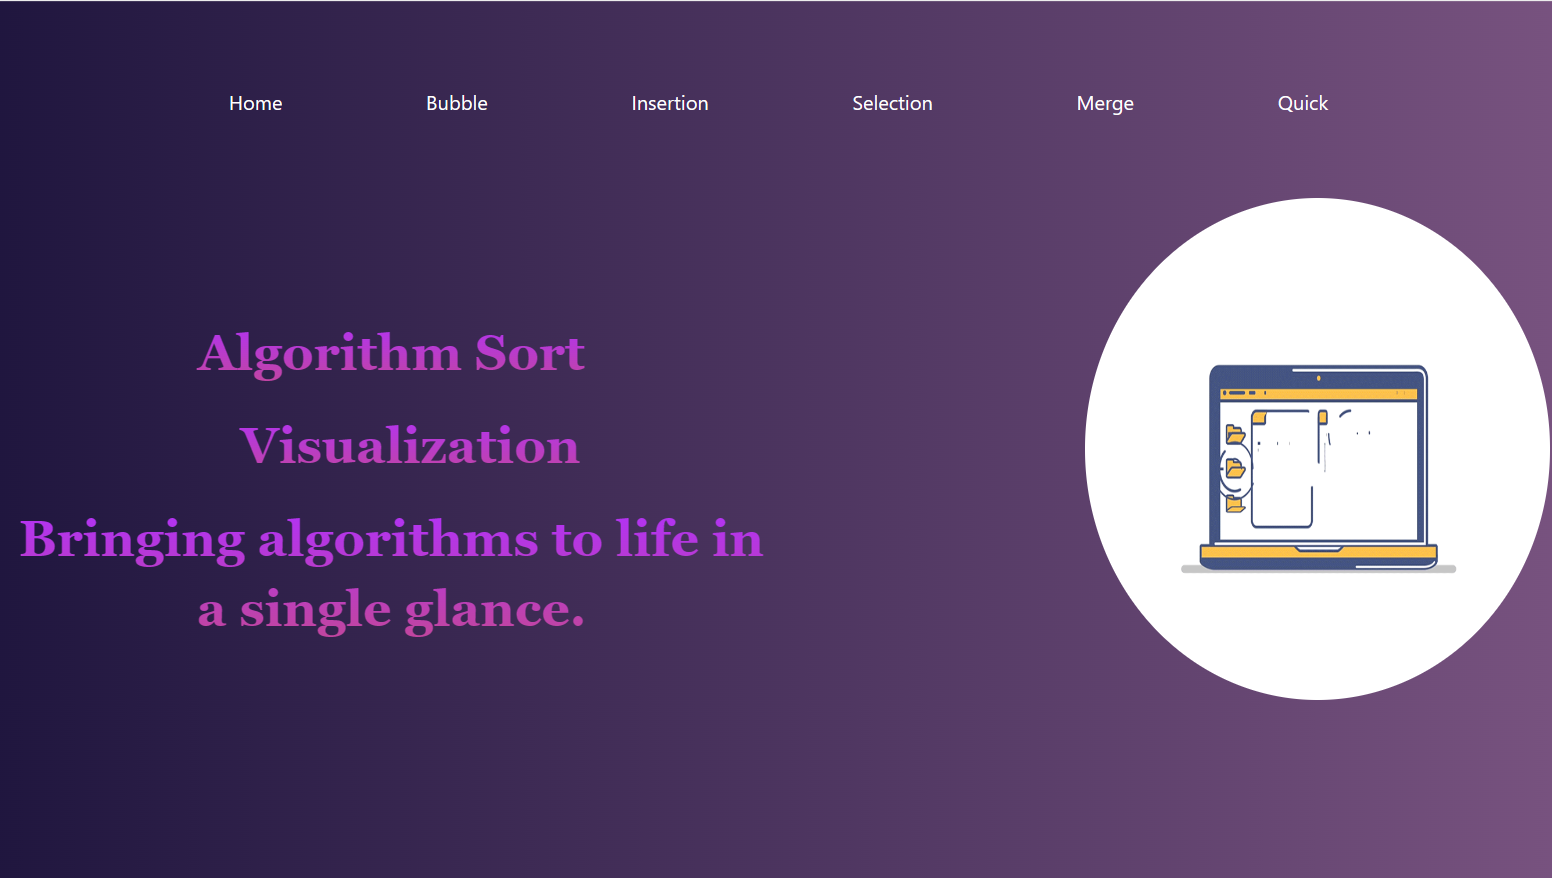 Home Bubble Insertion Selection Merge Quick
Algorithm Sort
Visualization
Bringing algorithms to life in
a single glance.